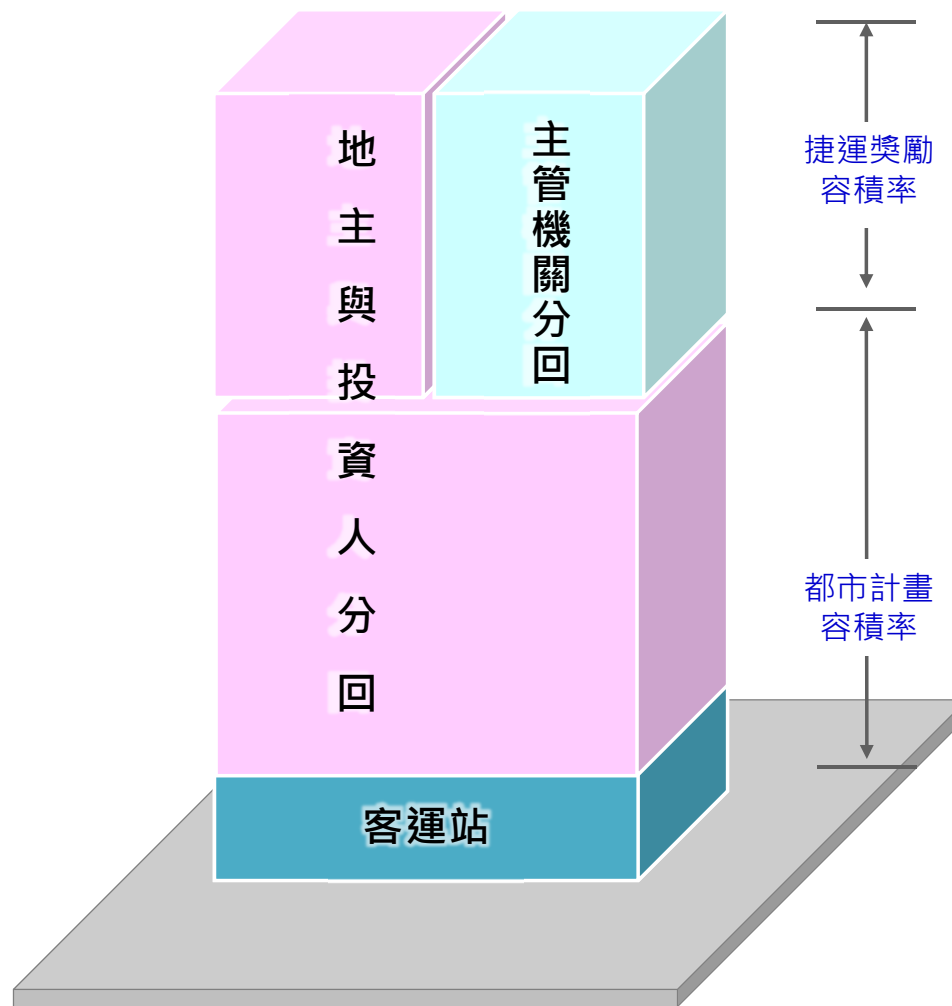 地主與投資人分回
主管機關分回
捷運獎勵
容積率
都市計畫
容積率
客運站